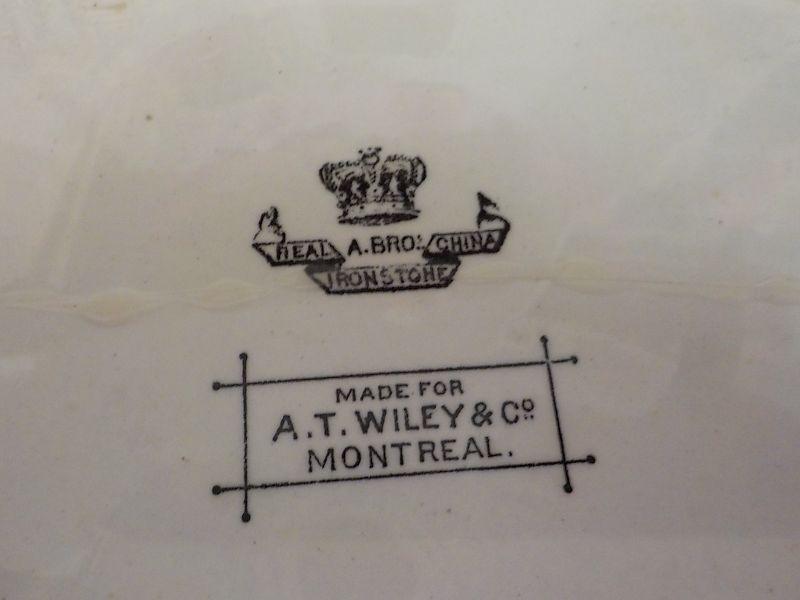 REAL A.BROS CHINA
IRONSTONE
MADE FOR
A.T. WILEY & Co
MONTREAL.